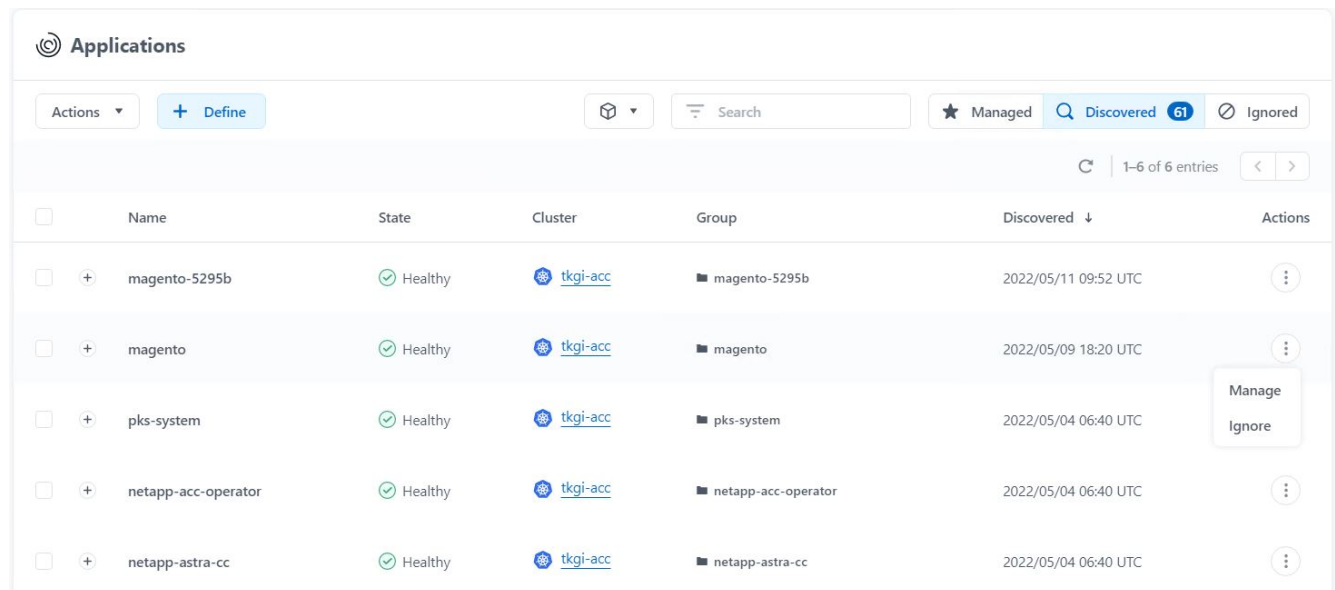 Applications
Actions Define Search Managed Discovered 61 Ignored
1–6 of 6 entries
Name State Cluster Group Discovered ↓ Actions
magento-5295b Healthy tkgi-acc magento-5295b 2022/05/11 09:52 UTC
magento Healthy tkgi-acc magento 2022/05/09 18:20 UTC
Manage
pks-system Healthy tkgi-acc pks-system 2022/05/04 06:40 UTC
Ignore
netapp-acc-operator Healthy tkgi-acc netapp-acc-operator 2022/05/04 06:40 UTC
netapp-astra-cc Healthy tkgi-acc netapp-astra-cc 2022/05/04 06:40 UTC